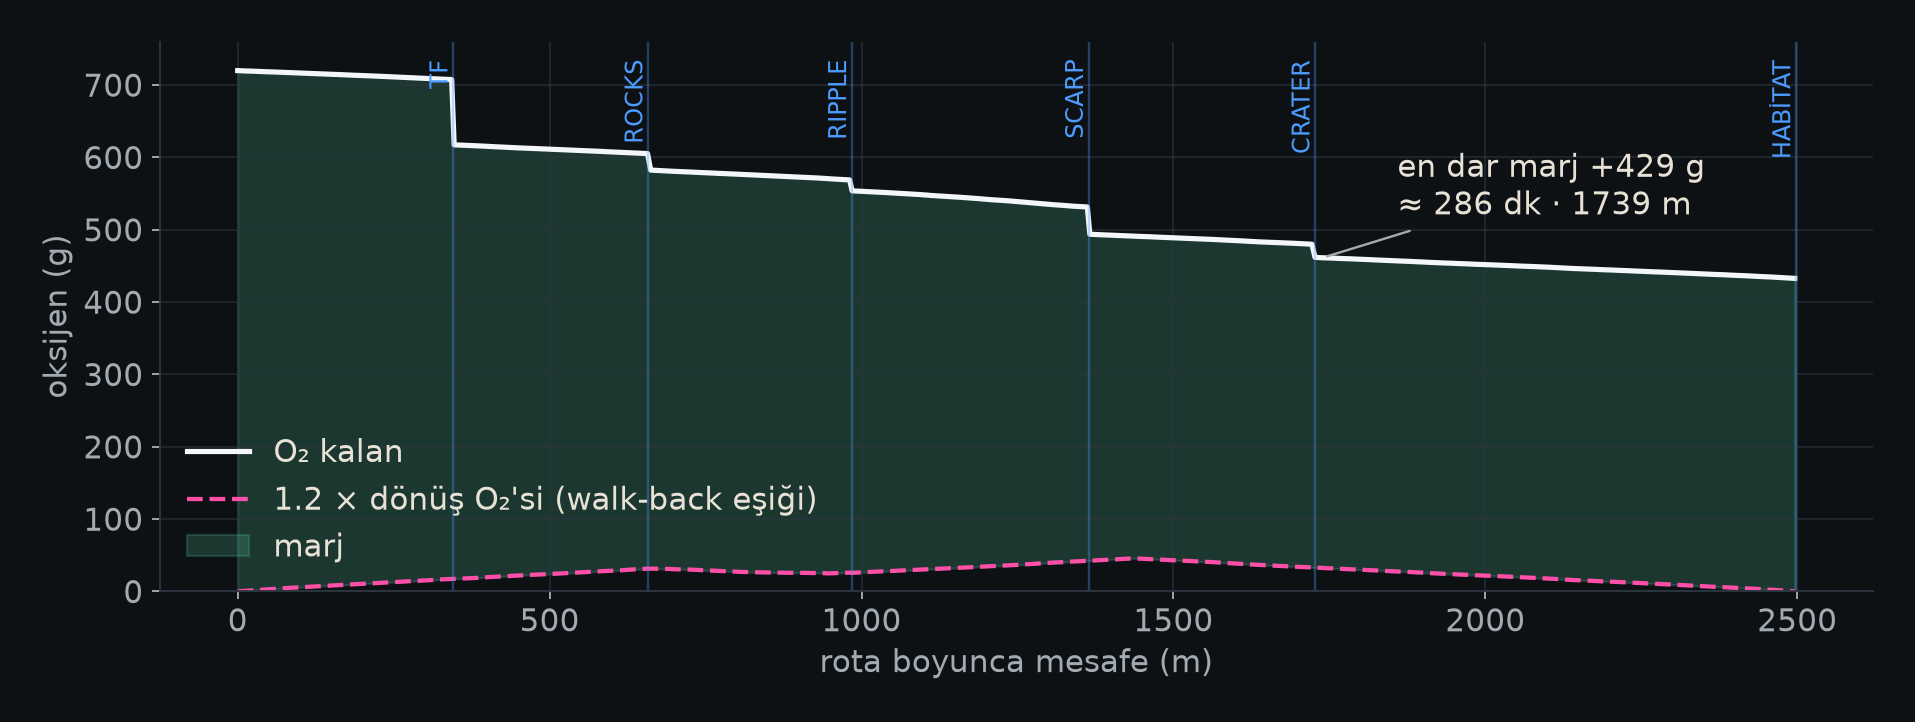 TF
ROCKS
RIPPLE
SCARP
CRATER
HABİTAT
en dar marj +429 g
≈ 286 dk · 1739 m
oksijen (g)
700
600
500
400
300
200
100
0
O₂ kalan
1.2 × dönüş O₂'si (walk-back eşiği)
marj
0
500
1000
1500
2000
2500
rota boyunca mesafe (m)